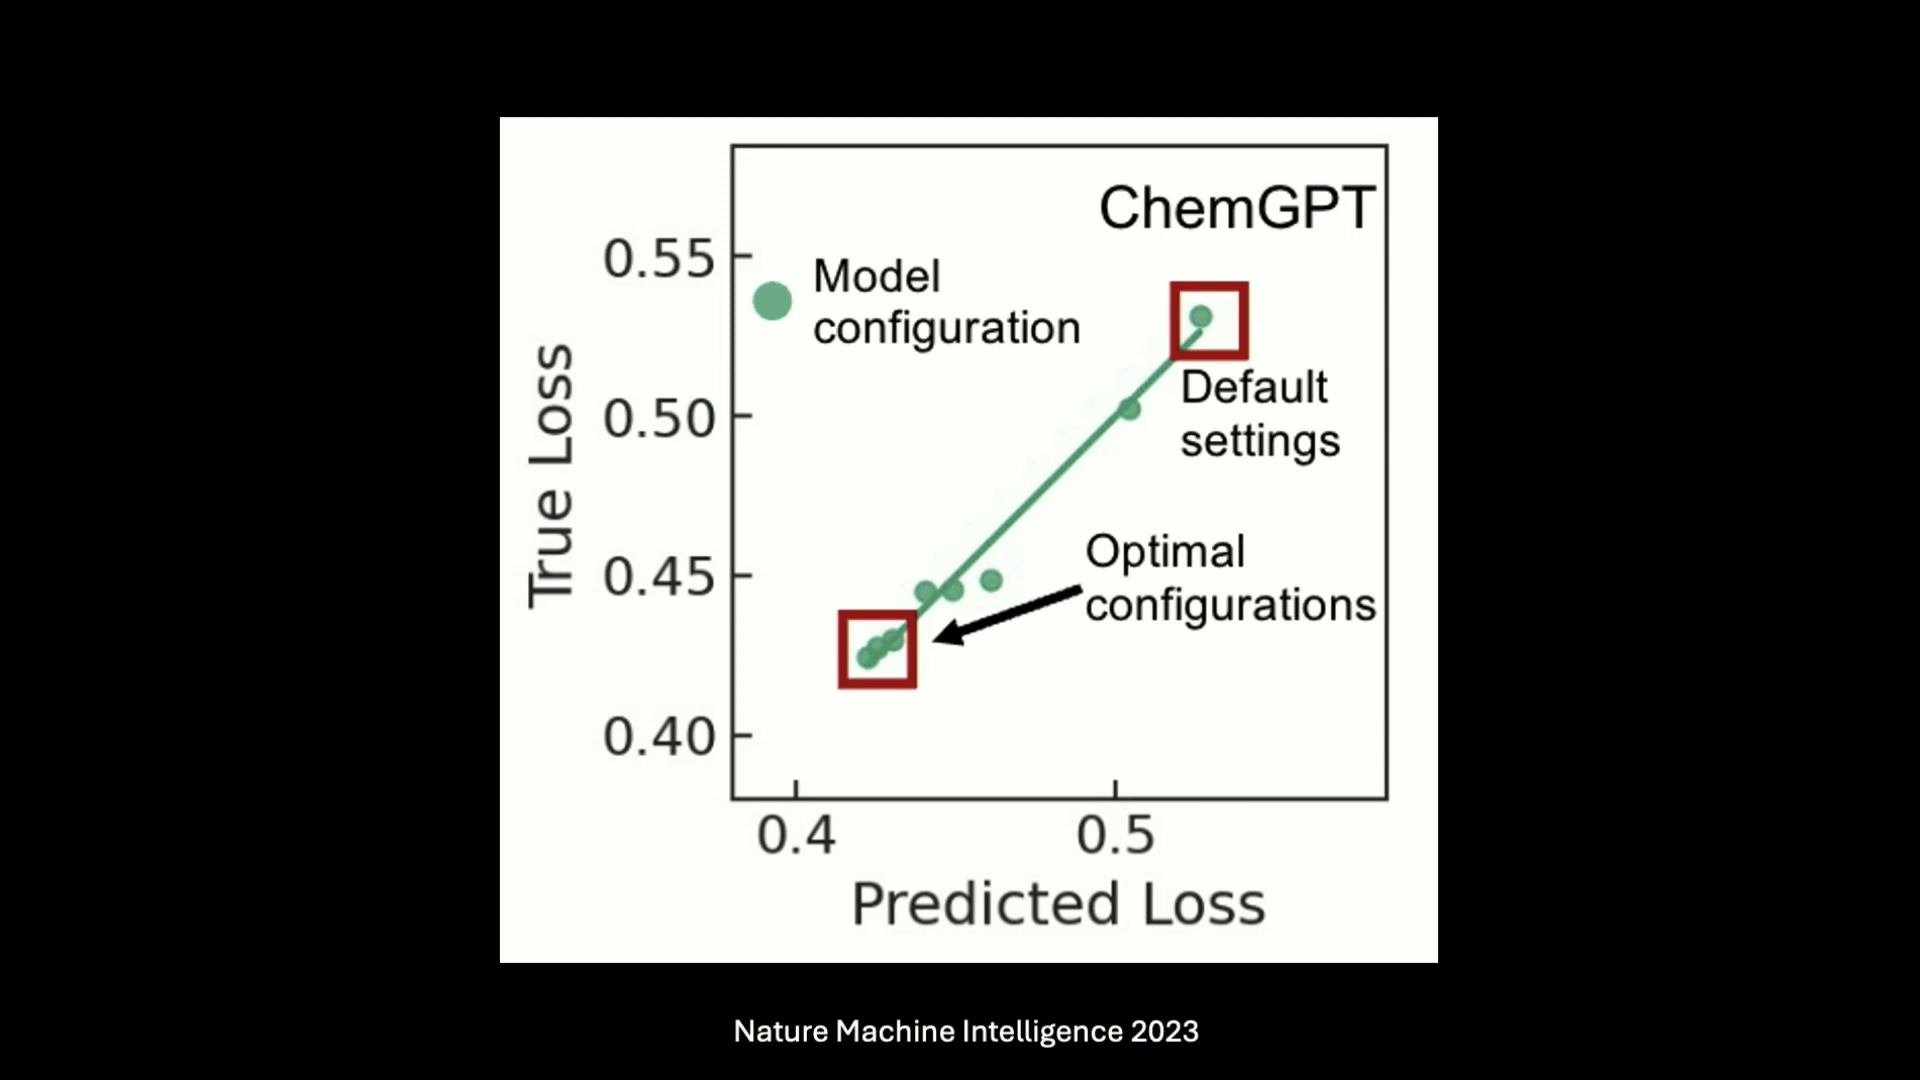 ChemGPT
0.55
Model
configuration
Default
settings
0.50
True Loss
Optimal
configurations
0.45
0.40
0.4
0.5
Predicted Loss
Nature Machine Intelligence 2023